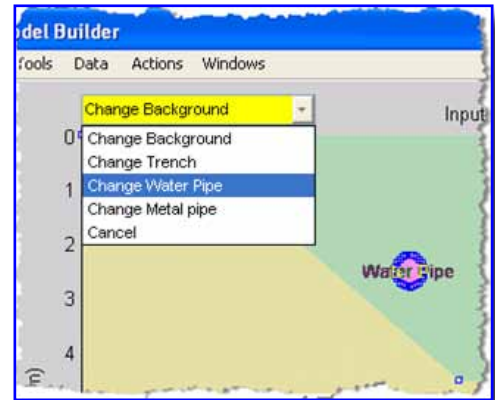 odel Builder
Tools Data Actions Windows
Change Background
Input
Change Background
Change Trench
Change Water Pipe
Change Metal pipe
Cancel
0
1
2
3
4
Water Pipe
m)